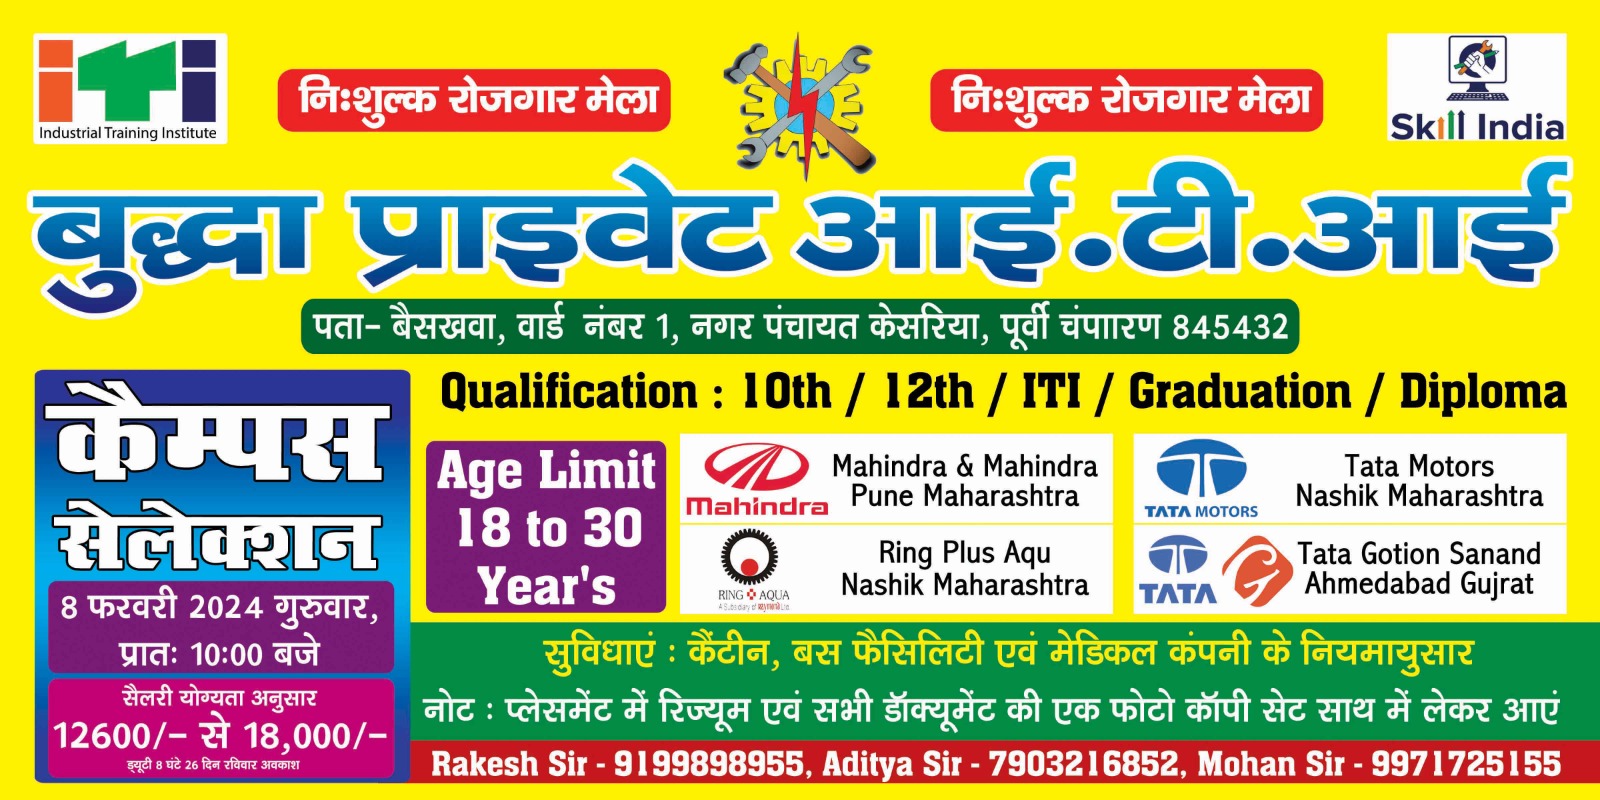 iTi
Industrial Training Institute
निःशुल्क रोजगार मेला
निःशुल्क रोजगार मेला
Skill India
बुद्धा प्राइवेट आई.टी.आई
पता- बैसखवा, वार्ड नंबर 1, नगर पंचायत केसरिया, पूर्वी चंपाारण 845432
कैम्पस
सेलेक्शन
8 फरवरी 2024 गुरुवार,
प्रातः 10:00 बजे
सैलरी योग्यता अनुसार
12600/- से 18,000/-
ड्यूटी 8 घंटे 26 दिन रविवार अवकाश
Qualification : 10th / 12th / ITI / Graduation / Diploma
Age Limit
18 to 30
Year's
Mahindra
Mahindra & Mahindra
Pune Maharashtra
TATA MOTORS
Tata Motors
Nashik Maharashtra
RING AQUA
A Subsidiary of Raymond Ltd.
Ring Plus Aqu
Nashik Maharashtra
TATA
Tata Gotion Sanand
Ahmedabad Gujrat
सुविधाएं : कैंटीन, बस फैसिलिटी एवं मेडिकल कंपनी के नियमायुसार
नोट : प्लेसमेंट में रिज्यूम एवं सभी डॉक्यूमेंट की एक फोटो कॉपी सेट साथ में लेकर आएं
Rakesh Sir - 9199898955, Aditya Sir - 7903216852, Mohan Sir - 9971725155